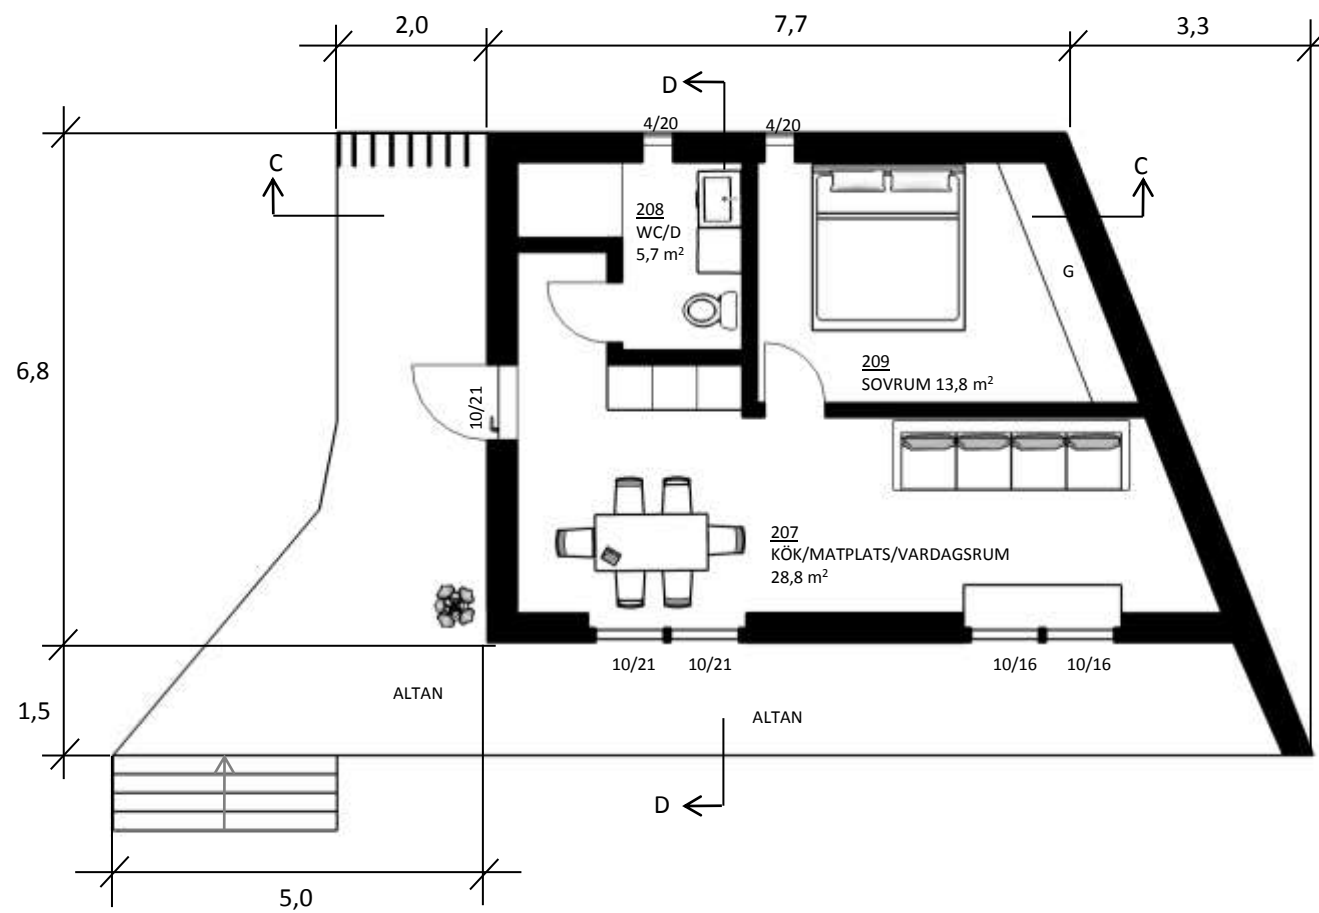 2,0
7,7
3,3
D
4/20
4/20
C
C
208
WC/D
5,7 m²
G
6,8
209
SOVRUM 13,8 m²
10/21
207
KÖK/MATPLATS/VARDAGSRUM
28,8 m²
10/21
10/21
10/16
10/16
ALTAN
1,5
ALTAN
D
5,0